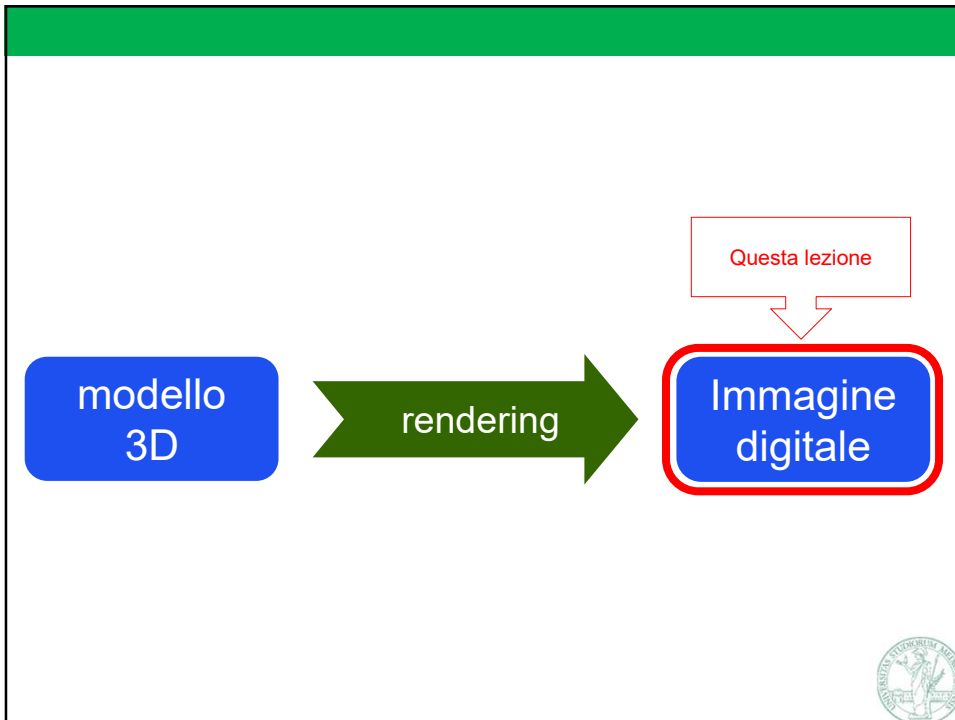 Questa lezione
modello
3D
rendering
Immagine
digitale